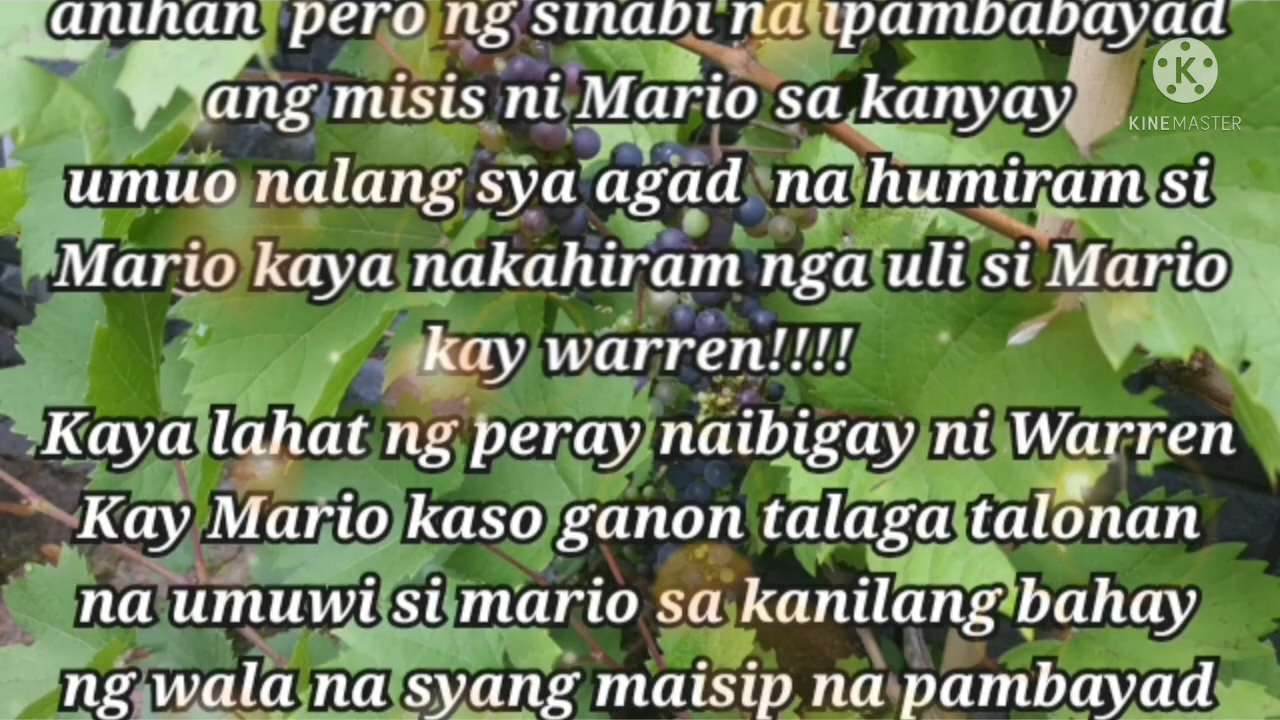 anihan pero ng sinabi na ipambabayad
ang misis ni Mario sa kanyay
umuo nalang sya agad na humiram si
Mario kaya nakahiram nga uli si Mario
kay warren!!!!
Kaya lahat ng peray naibigay ni Warren
Kay Mario kaso ganon talaga talonan
na umuwi si mario sa kanilang bahay
ng wala na syang maisip na pambayad
K
KINEMASTER